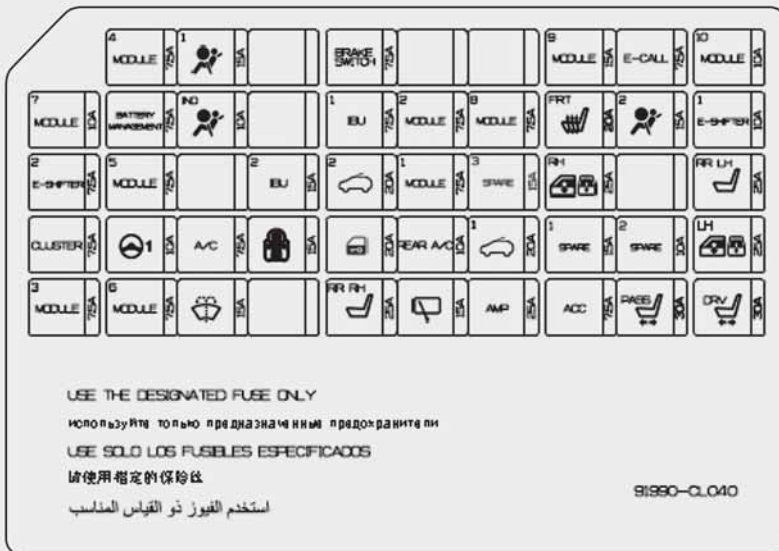 4 MODULE 7.5A 1 15A BRAKE SWITCH 7.5A 9 MODULE 15A E-CALL 7.5A 10 MODULE 10A
7 MODULE 10A BATTERY MANAGEMENT 7.5A IND 10A 1 IBU 7.5A 2 MODULE 7.5A 8 MODULE 7.5A FRT 20A 2 15A 1 E-SHIFTER 10A
2 E-SHIFTER 7.5A 5 MODULE 7.5A 2 IBU 15A 2 20A 1 MODULE 7.5A 3 SPARE 15A RH 25A RR LH 25A
CLUSTER 7.5A 1 10A A/C 7.5A 15A 20A REAR A/C 10A 1 20A 1 SPARE 15A 2 SPARE 10A LH 25A
3 MODULE 7.5A 6 MODULE 7.5A 15A RR RH 25A 15A AMP 25A ACC 7.5A PASS 30A DRV 30A
USE THE DESIGNATED FUSE ONLY
используйте только предназначенные предохранители
USE SOLO LOS FUSIBLES ESPECIFICADOS
请使用指定的保险丝
استخدم الفيوز ذو القياس المناسب
91990-CL040